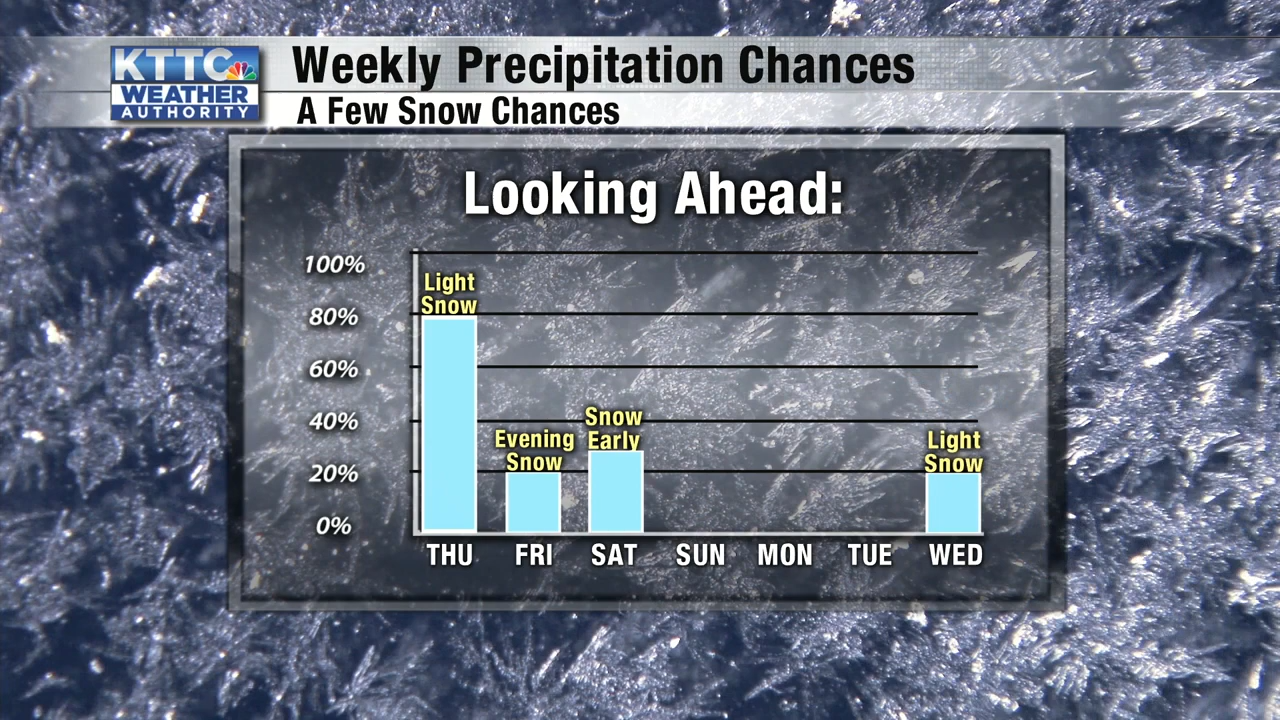 KTTC
WEATHER
AUTHORITY
Weekly Precipitation Chances
A Few Snow Chances
Looking Ahead:
100%
80%
60%
40%
20%
0%
Light
Snow
Evening
Snow
Snow
Early
Light
Snow
THU FRI SAT SUN MON TUE WED